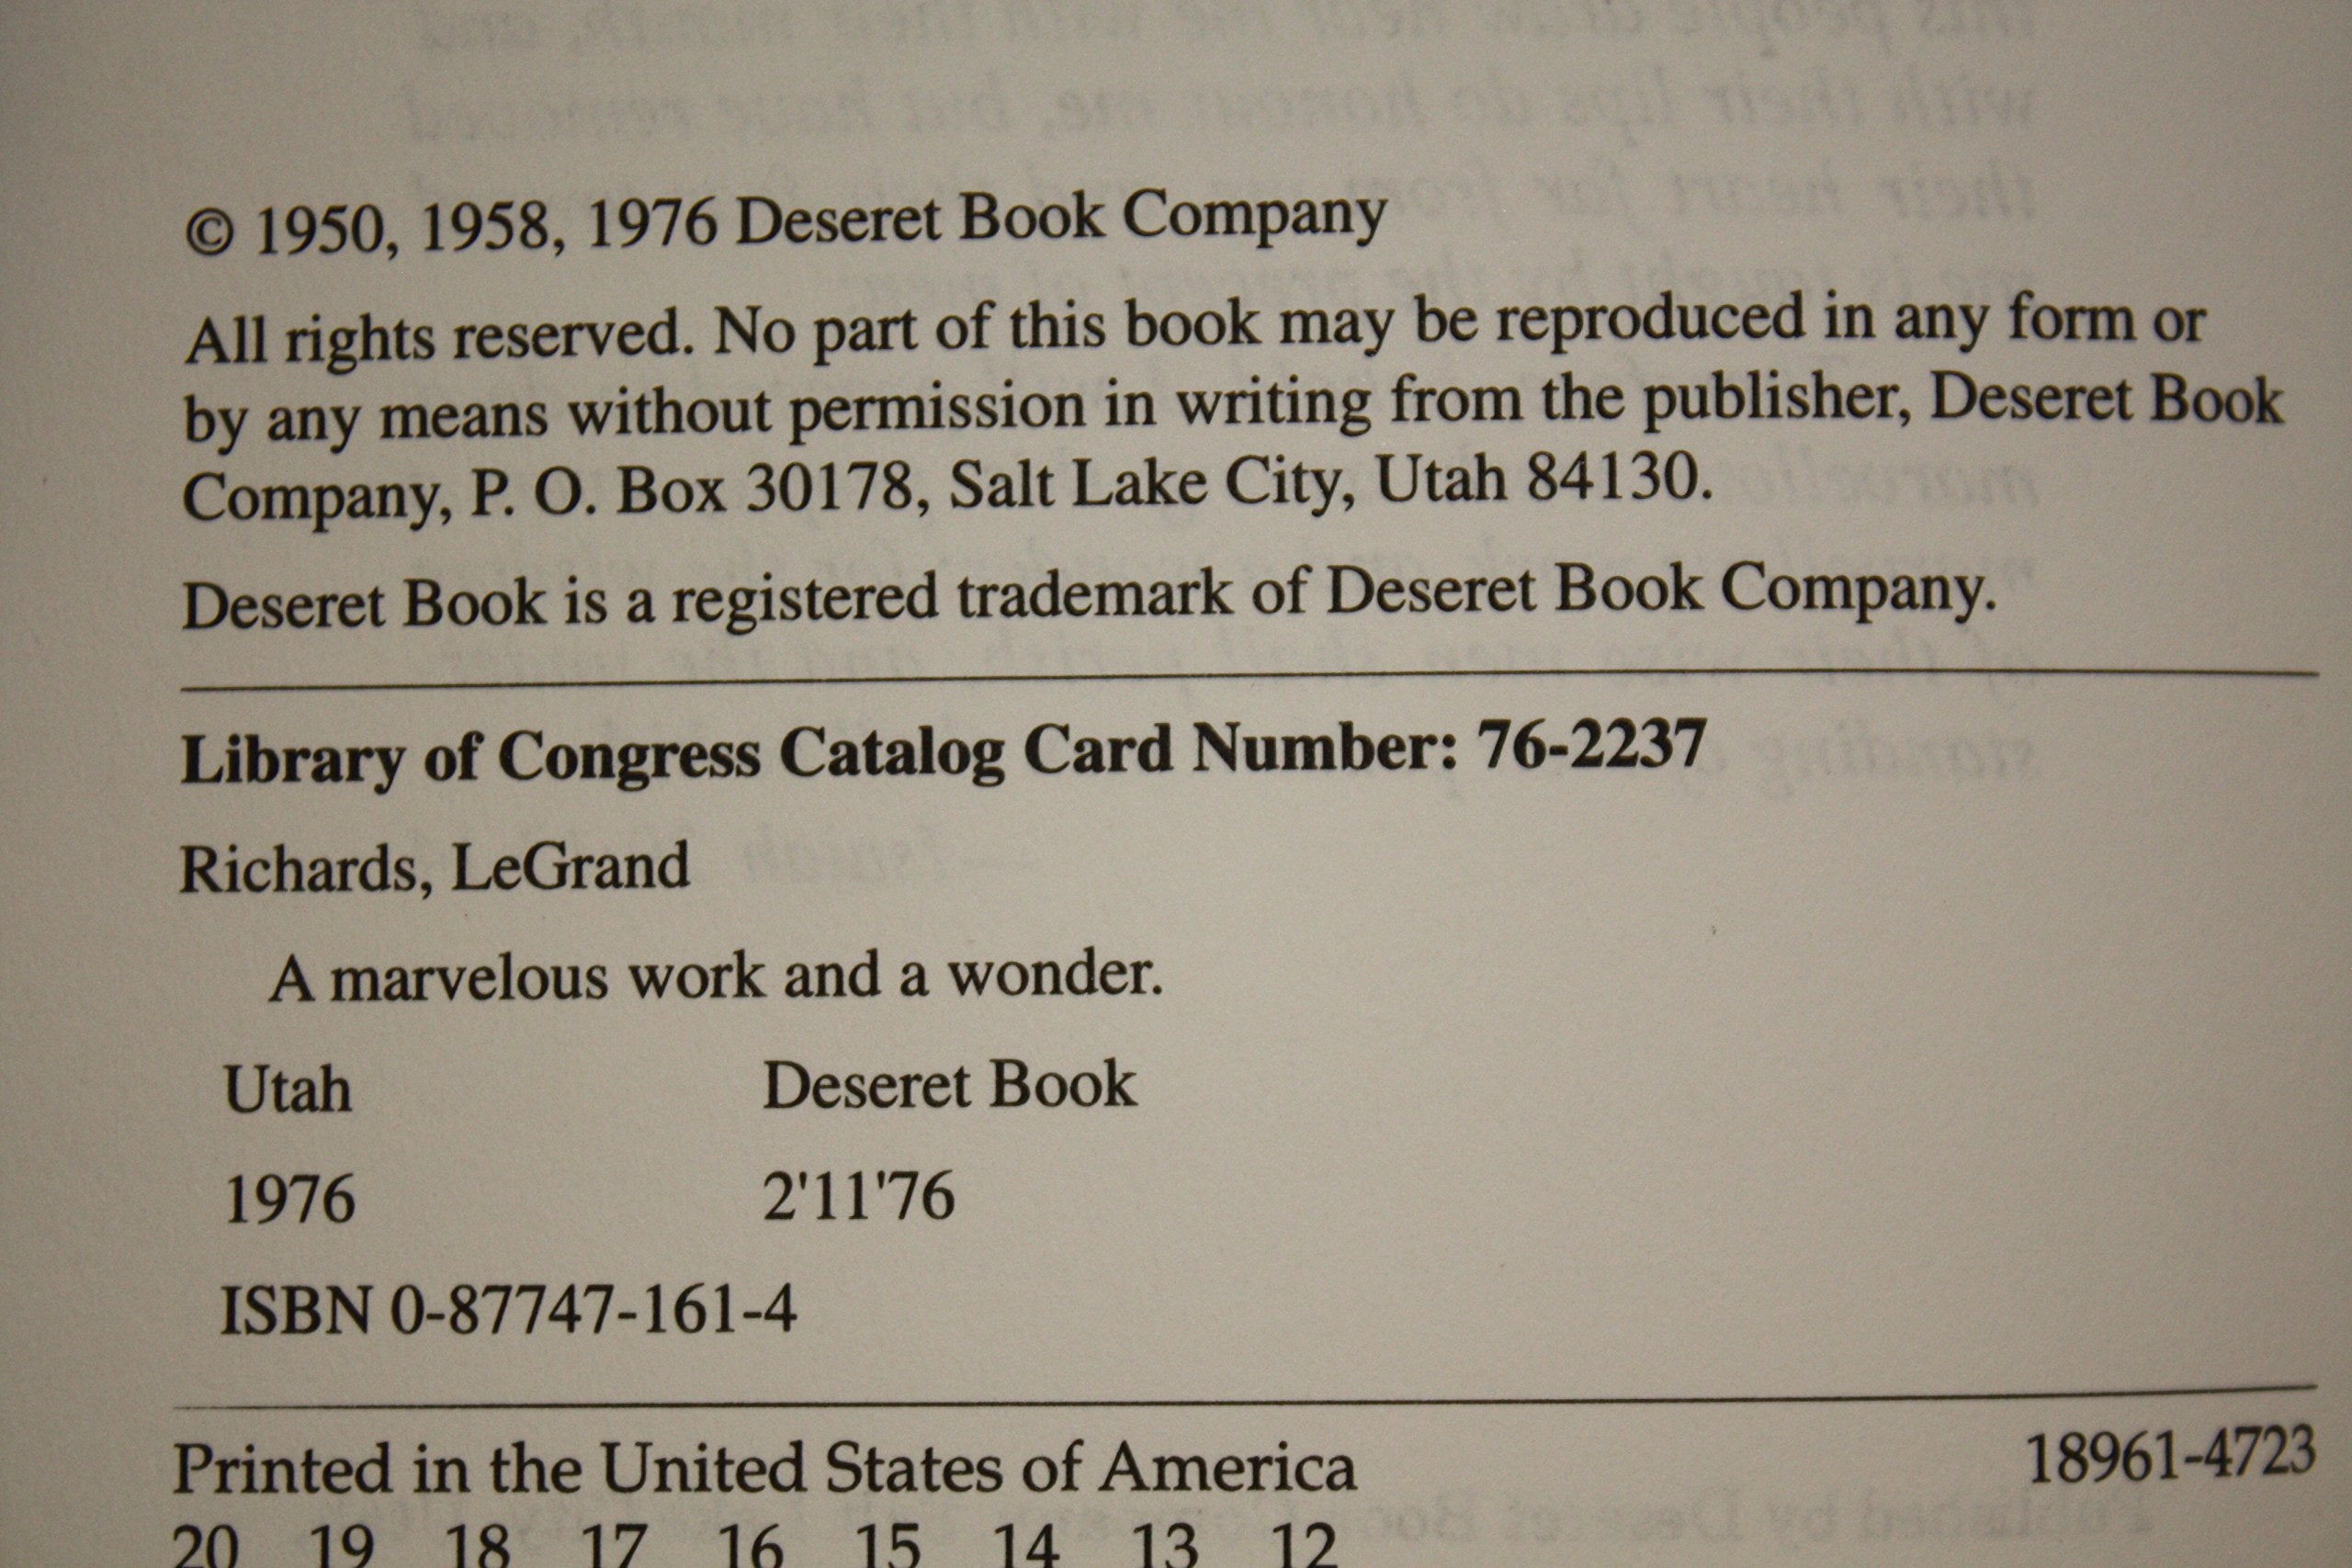 © 1950, 1958, 1976 Deseret Book Company
All rights reserved. No part of this book may be reproduced in any form or
by any means without permission in writing from the publisher, Deseret Book
Company, P. O. Box 30178, Salt Lake City, Utah 84130.
Deseret Book is a registered trademark of Deseret Book Company.
Library of Congress Catalog Card Number: 76-2237
Richards, LeGrand
A marvelous work and a wonder.
Utah Deseret Book
1976 2'11'76
ISBN 0-87747-161-4
Printed in the United States of America 18961-4723
20 19 18 17 16 15 14 13 12